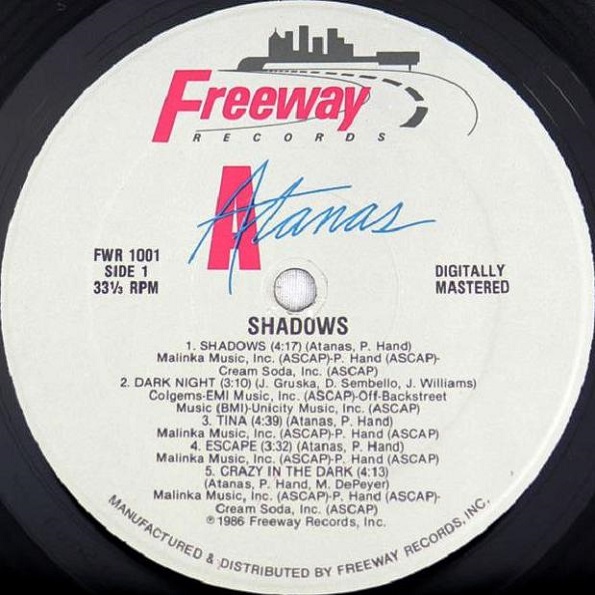 Freeway
RECORDS
A
Atanas
FWR 1001
SIDE 1
33⅓ RPM
DIGITALLY
MASTERED
SHADOWS
1. SHADOWS (4:17) (Atanas, P. Hand)
Malinka Music, Inc. (ASCAP)-P. Hand (ASCAP)-
Cream Soda, Inc. (ASCAP)
2. DARK NIGHT (3:10) (J. Gruska, D. Sembello, J. Williams)
Colgems-EMI Music, Inc. (ASCAP)-Off-Backstreet
Music (BMI)-Unicity Music, Inc. (ASCAP)
3. TINA (4:39) (Atanas, P. Hand)
Malinka Music, Inc. (ASCAP)-P. Hand (ASCAP)
4. ESCAPE (3:32) (Atanas, P. Hand)
Malinka Music, Inc. (ASCAP)-P. Hand (ASCAP)
5. CRAZY IN THE DARK (4:13)
(Atanas, P. Hand, M. DePeyer)
Malinka Music, Inc. (ASCAP)-P. Hand (ASCAP)-
Cream Soda, Inc. (ASCAP)
℗1986 Freeway Records, Inc.
MANUFACTURED & DISTRIBUTED BY FREEWAY RECORDS, INC.